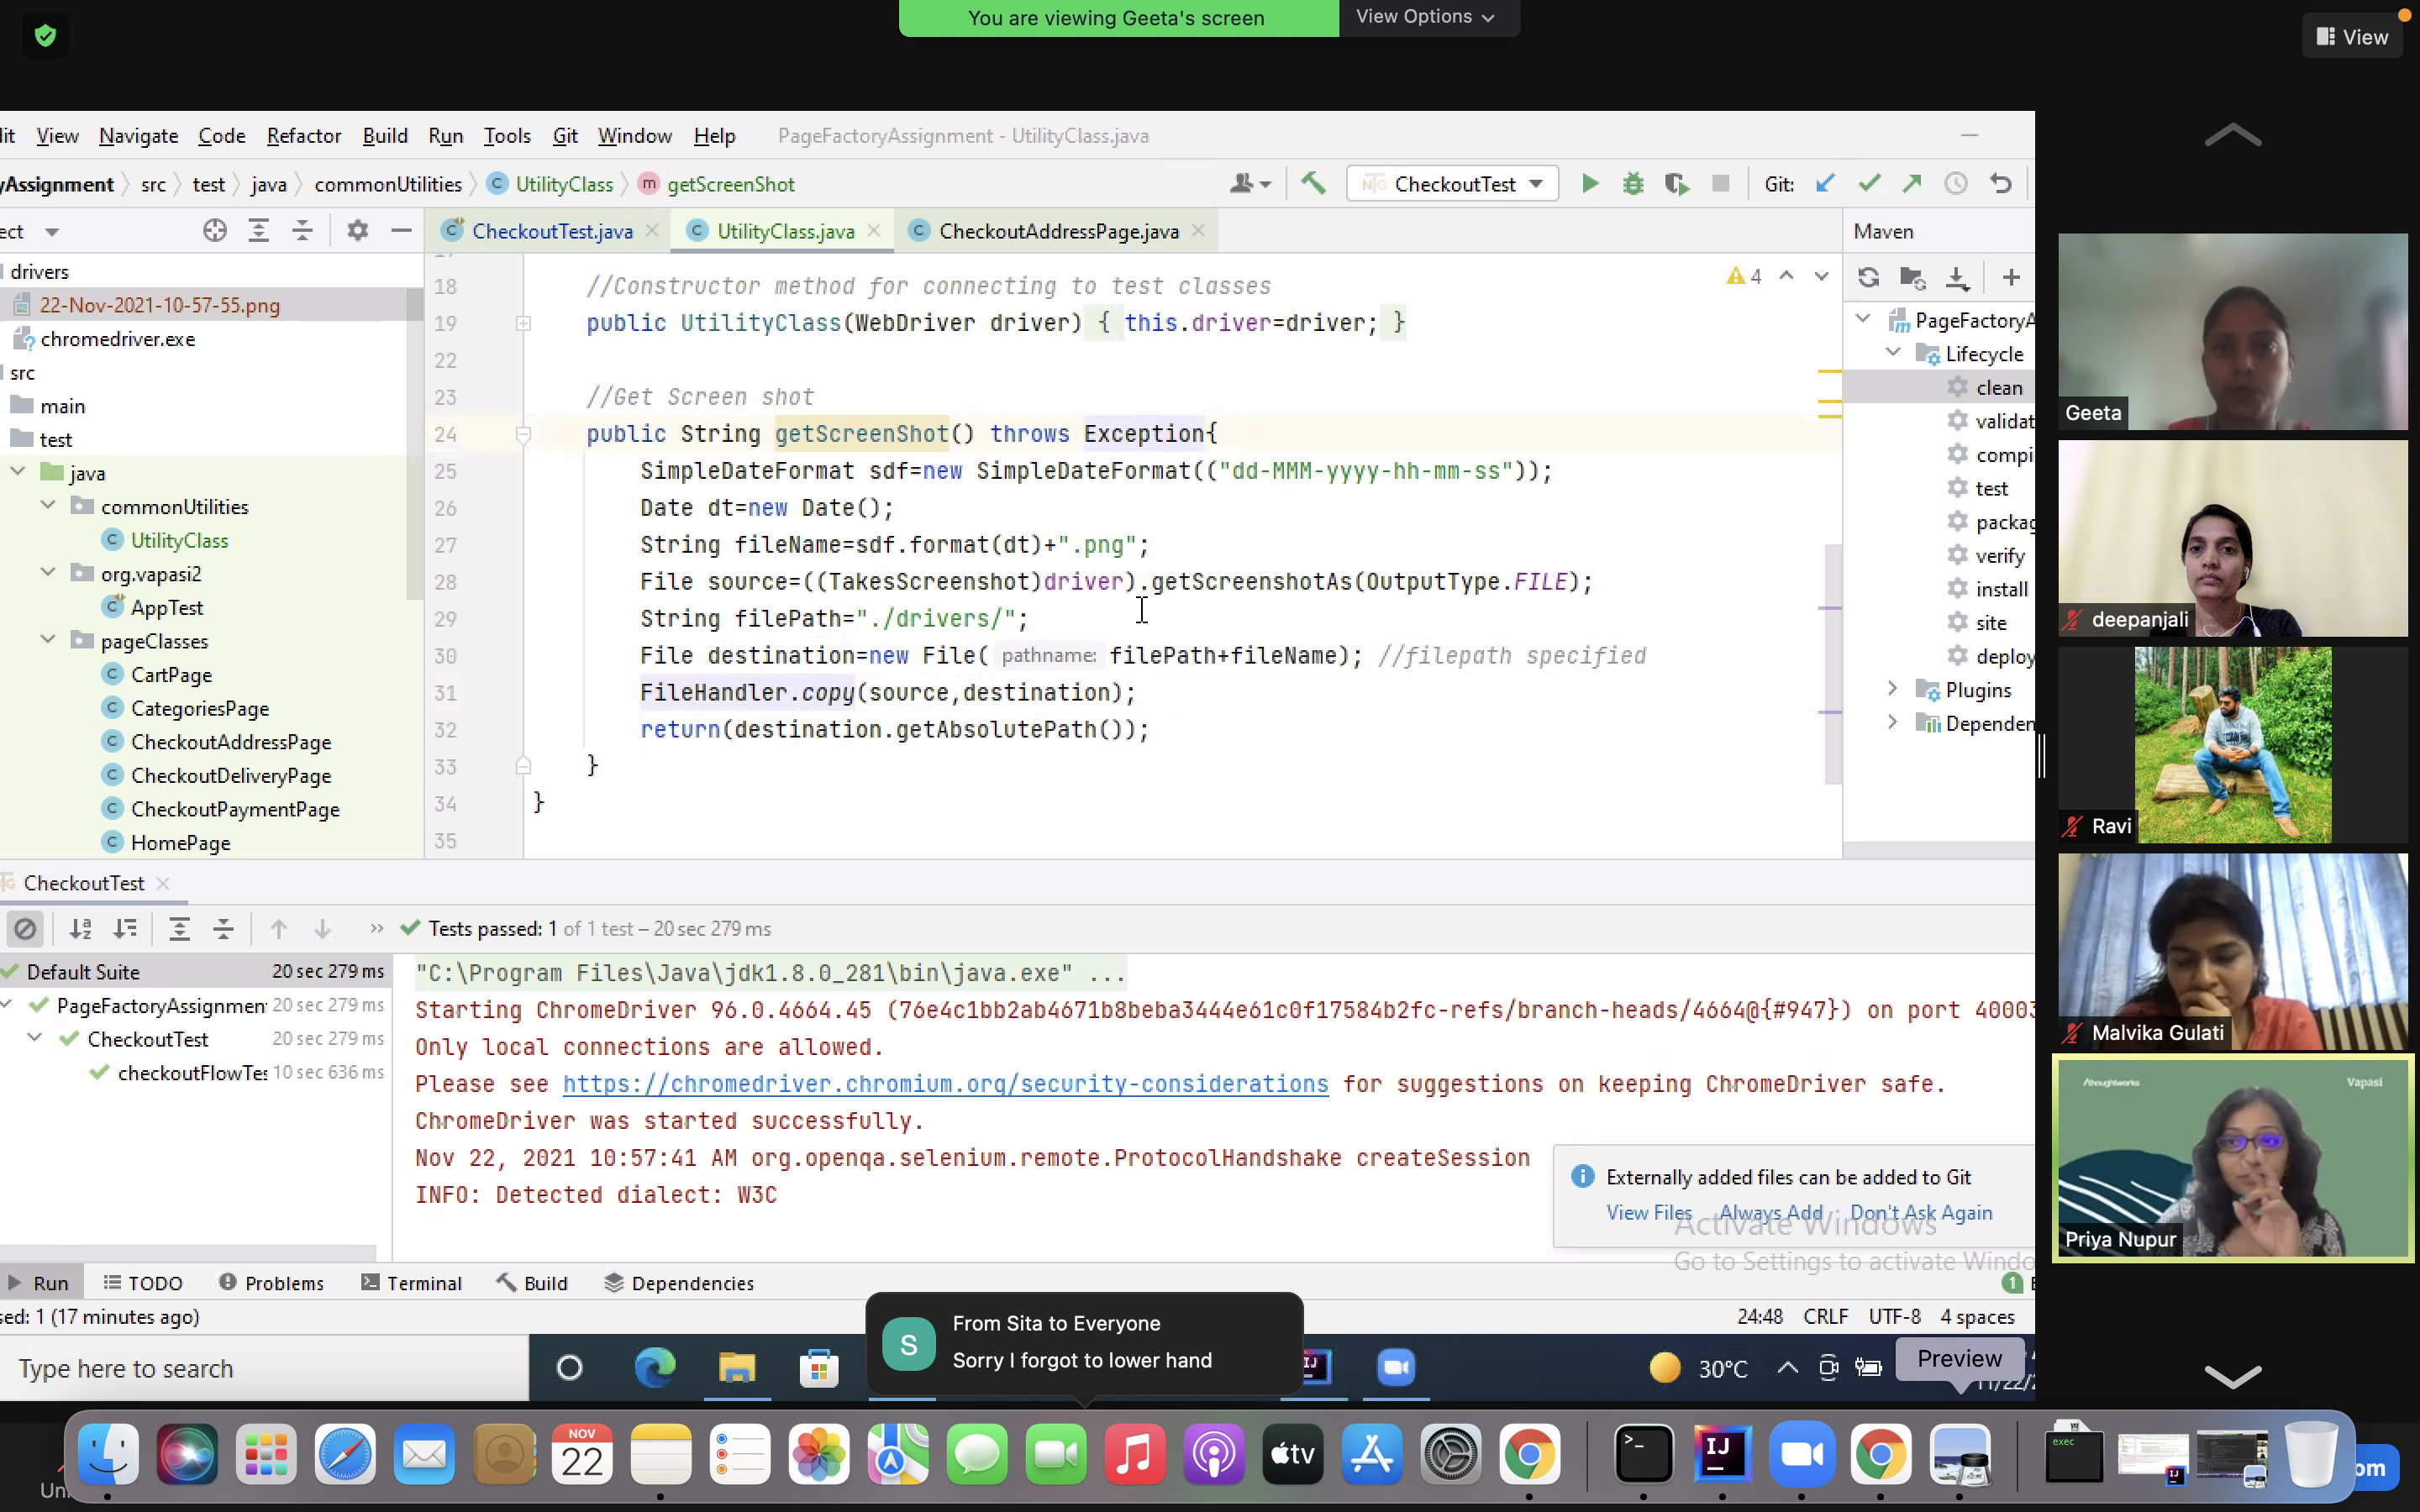 You are viewing Geeta's screen
View Options
View
View Navigate Code Refactor Build Run Tools Git Window Help PageFactoryAssignment - UtilityClass.java
yAssignment src test java commonUtilities UtilityClass getScreenShot
CheckoutTest Git:
CheckoutTest.java UtilityClass.java CheckoutAddressPage.java Maven
drivers
22-Nov-2021-10-57-55.png
chromedriver.exe
src
main
test
java
commonUtilities
UtilityClass
org.vapasi2
AppTest
pageClasses
CartPage
CategoriesPage
CheckoutAddressPage
CheckoutDeliveryPage
CheckoutPaymentPage
HomePage
4
18 //Constructor method for connecting to test classes
19 public UtilityClass(WebDriver driver) { this.driver=driver; }
22
23 //Get Screen shot
24 public String getScreenShot() throws Exception{
25 SimpleDateFormat sdf=new SimpleDateFormat(("dd-MMM-yyyy-hh-mm-ss"));
26 Date dt=new Date();
27 String fileName=sdf.format(dt)+".png";
28 File source=((TakesScreenshot)driver).getScreenshotAs(OutputType.FILE);
29 String filePath="./drivers/";
30 File destination=new File( pathname: filePath+fileName); //filepath specified
31 FileHandler.copy(source,destination);
32 return(destination.getAbsolutePath());
33 }
34 }
35
PageFactoryA
Lifecycle
clean
validat
compi
test
packag
verify
install
site
deploy
Plugins
Dependen
Geeta
deepanjali
Ravi
Malvika Gulati
/thoughtworks Vapasi
Priya Nupur
CheckoutTest
Tests passed: 1 of 1 test – 20 sec 279 ms
Default Suite 20 sec 279 ms
PageFactoryAssignmen 20 sec 279 ms
CheckoutTest 20 sec 279 ms
checkoutFlowTes 10 sec 636 ms
"C:\Program Files\Java\jdk1.8.0_281\bin\java.exe" ...
Starting ChromeDriver 96.0.4664.45 (76e4c1bb2ab4671b8beba3444e61c0f17584b2fc-refs/branch-heads/4664@{#947}) on port 40003
Only local connections are allowed.
Please see https://chromedriver.chromium.org/security-considerations for suggestions on keeping ChromeDriver safe.
ChromeDriver was started successfully.
Nov 22, 2021 10:57:41 AM org.openqa.selenium.remote.ProtocolHandshake createSession
INFO: Detected dialect: W3C
Externally added files can be added to Git
View Files Always Add Don't Ask Again
Activate Windows
Go to Settings to activate Windo
Run TODO Problems Terminal Build Dependencies 1
sed: 1 (17 minutes ago) 24:48 CRLF UTF-8 4 spaces
From Sita to Everyone
S
Sorry I forgot to lower hand
Type here to search 30°C
Preview
NOV
22
tv
IJ
exec
om